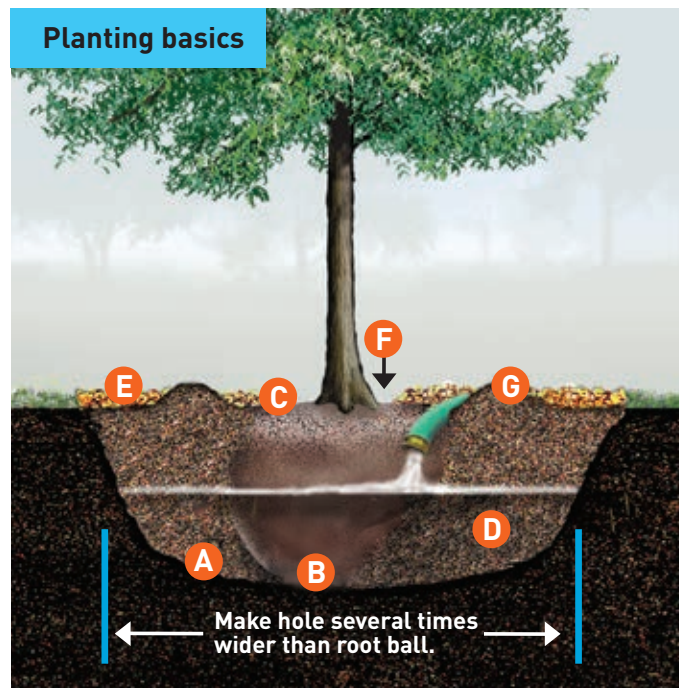 Planting basics
F
E
C
G
D
A
B
Make hole several times
wider than root ball.